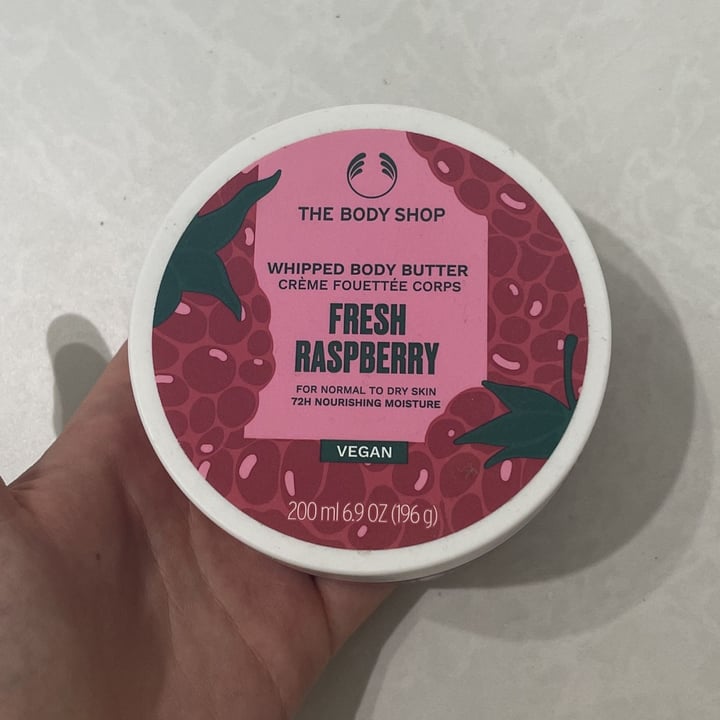 THE BODY SHOP
WHIPPED BODY BUTTER
CRÈME FOUETTÉE CORPS
FRESH
RASPBERRY
FOR NORMAL TO DRY SKIN
72H NOURISHING MOISTURE
VEGAN
200 ml 6.9 OZ (196 g)